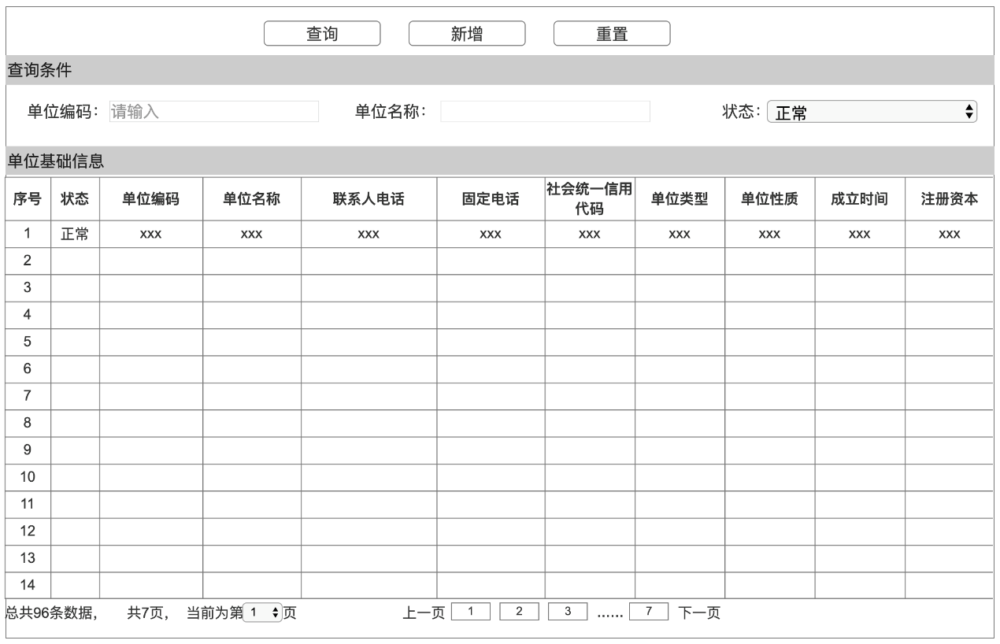 查询 新增 重置
查询条件
单位编码: 请输入 单位名称: 状态: 正常
单位基础信息
序号 状态 单位编码 单位名称 联系人电话 固定电话 社会统一信用代码 单位类型 单位性质 成立时间 注册资本
1 正常 xxx xxx xxx xxx xxx xxx xxx xxx xxx
2
3
4
5
6
7
8
9
10
11
12
13
14
总共96条数据, 共7页, 当前为第 1 页 上一页 1 2 3 ...... 7 下一页